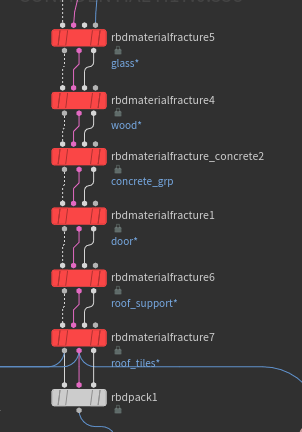 rbdmaterialfracture5
glass*
rbdmaterialfracture4
wood*
rbdmaterialfracture_concrete2
concrete_grp
rbdmaterialfracture1
door*
rbdmaterialfracture6
roof_support*
rbdmaterialfracture7
roof_tiles*
rbdpack1